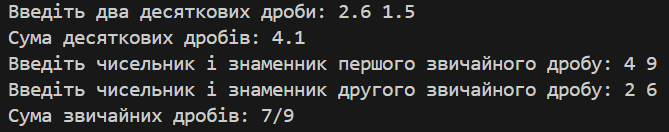 Введіть два десяткових дроби: 2.6 1.5
Сума десяткових дробів: 4.1
Введіть чисельник і знаменник першого звичайного дробу: 4 9
Введіть чисельник і знаменник другого звичайного дробу: 2 6
Сума звичайних дробів: 7/9